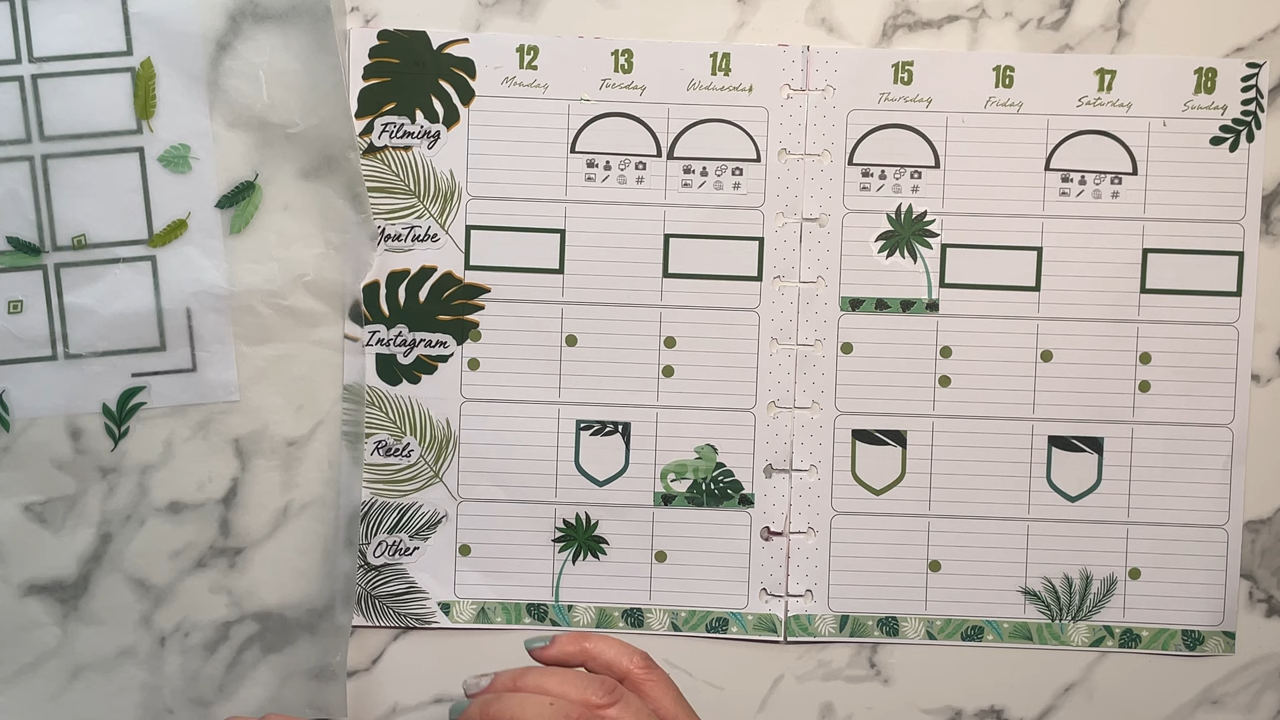 12 13 14 15 16 17 18
Monday Tuesday Wednesday Thursday Friday Saturday Sunday
Filming
# # # #
YouTube
Instagram
Reels
Other